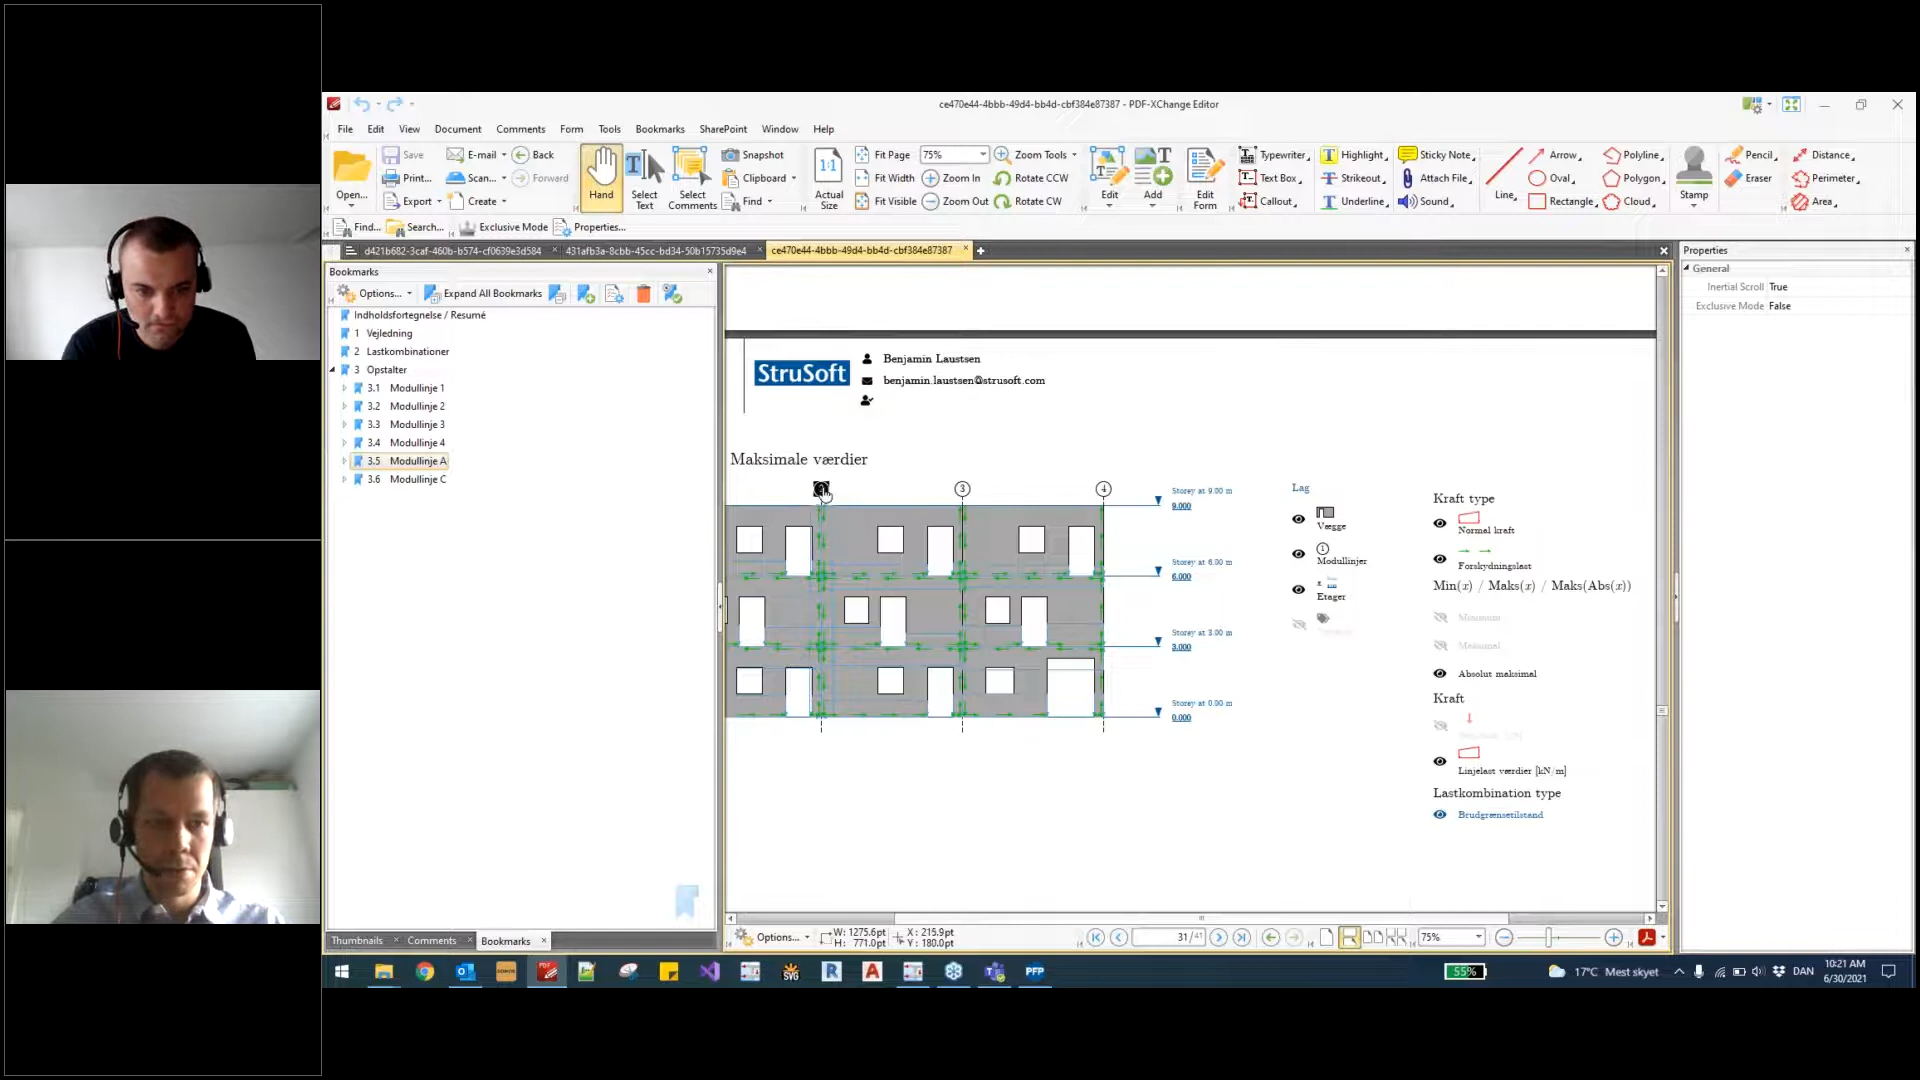 ce470e44-4bbb-49d4-bb4d-cbf384e87387 - PDF-XChange Editor
File Edit View Document Comments Form Tools Bookmarks SharePoint Window Help
Open...
Save
Print...
Export
E-mail
Scan...
Create
Back
Forward
Hand
Select Text
Select Comments
Snapshot
Clipboard
Find
1:1
Actual Size
Fit Page
Fit Width
Fit Visible
75%
Zoom In
Zoom Out
Zoom Tools
Rotate CCW
Rotate CW
Edit
Add
Edit Form
Typewriter
Text Box
Callout
Highlight
Strikeout
Underline
Sticky Note
Attach File
Sound
Line
Arrow
Oval
Rectangle
Polyline
Polygon
Cloud
Stamp
Pencil
Eraser
Distance
Perimeter
Area
Find... Search... Exclusive Mode Properties...
d421b682-3caf-460b-b574-cf0639e3d584 431afb3a-8cbb-45cc-bd34-50b15735d9e4 ce470e44-4bbb-49d4-bb4d-cbf384e87387
Bookmarks
Options... Expand All Bookmarks
Indholdsfortegnelse / Resumé
1 Vejledning
2 Lastkombinationer
3 Opstalter
3.1 Modullinje 1
3.2 Modullinje 2
3.3 Modullinje 3
3.4 Modullinje 4
3.5 Modullinje A
3.6 Modullinje C
Thumbnails Comments Bookmarks
StruSoft
Benjamin Laustsen
benjamin.laustsen@strusoft.com
Maksimale værdier
3 4
Storey at 9.00 m
9.000
Storey at 6.00 m
6.000
Storey at 3.00 m
3.000
Storey at 0.00 m
0.000
Lag
Vægge
1
Modullinjer
Etager
Kraft type
Normal kraft
Forskydningslast
Min(x) / Maks(x) / Maks(Abs(x))
Minimum
Maksimal
Absolut maksimal
Kraft
Linjelast værdier [kN/m]
Lastkombination type
Brudgrænsetilstand
Properties
General
Inertial Scroll True
Exclusive Mode False
Options... W: 1275.6pt H: 771.0pt X: 215.9pt Y: 180.0pt 31/41 75%
SVG R A PFP
55% 17°C Mest skyet DAN 10:21 AM
6/30/2021